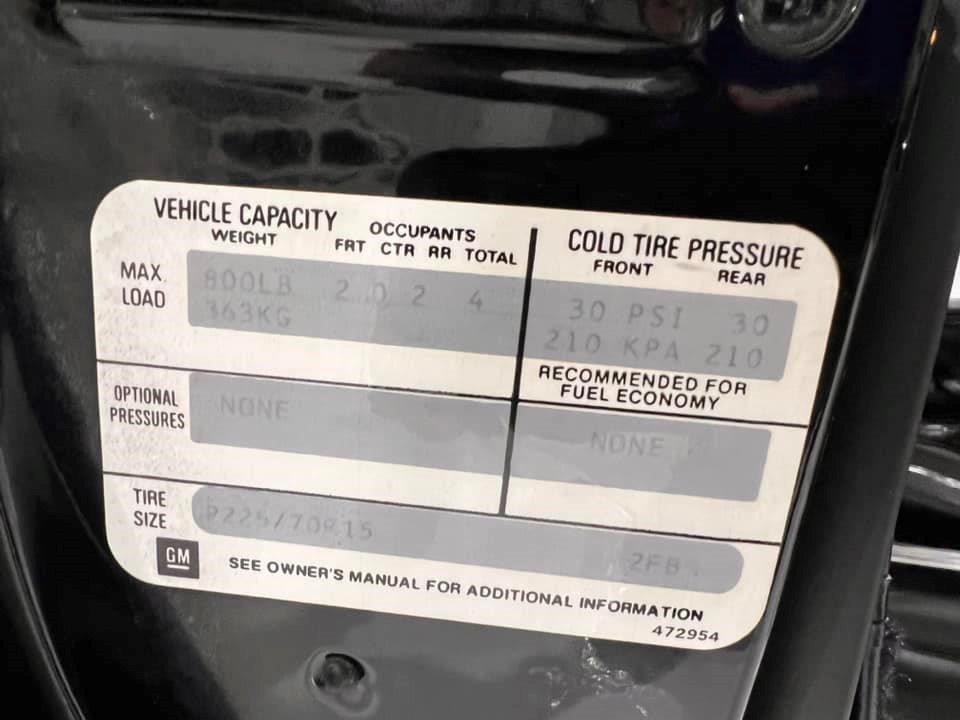 VEHICLE CAPACITY
WEIGHT
OCCUPANTS
FRT CTR RR TOTAL
COLD TIRE PRESSURE
FRONT REAR
MAX. LOAD
800LB 2 0 2 4
363KG
30 PSI 30
210 KPA 210
RECOMMENDED FOR
FUEL ECONOMY
OPTIONAL
PRESSURES
NONE
NONE
TIRE
SIZE
P225/70R15
2FB
GM
SEE OWNER'S MANUAL FOR ADDITIONAL INFORMATION
472954